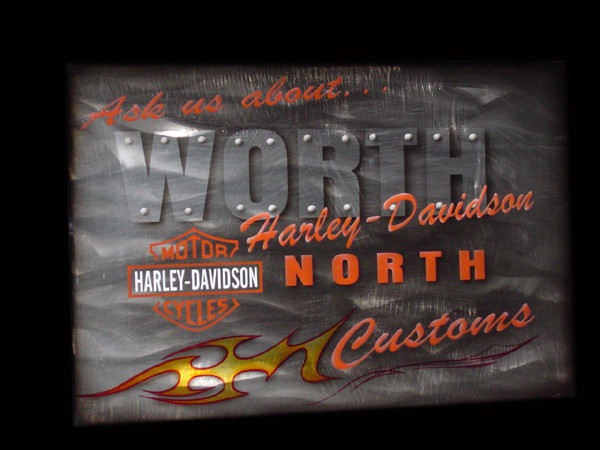 Ask us about...
WORTH
Harley-Davidson
NORTH
MOTOR
HARLEY-DAVIDSON
CYCLES
Customs